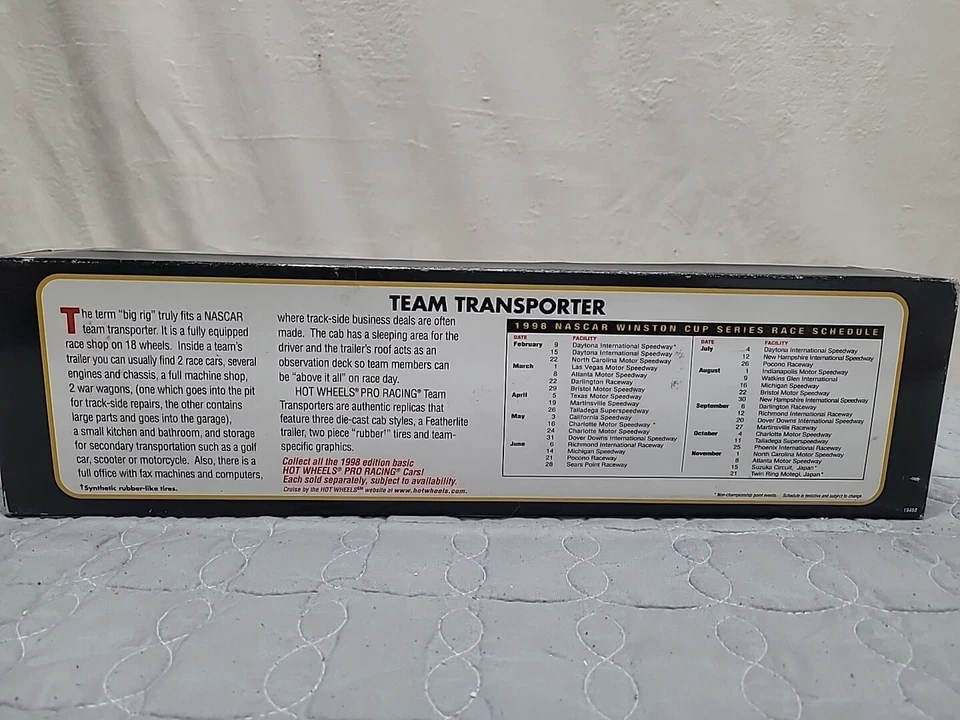 TEAM TRANSPORTER
The term "big rig" truly fits a NASCAR
team transporter. It is a fully equipped
race shop on 18 wheels. Inside a team's
trailer you can usually find 2 race cars, several
engines and chassis, a full machine shop,
2 war wagons, (one which goes into the pit
for track-side repairs, the other contains
large parts and goes into the garage),
a small kitchen and bathroom, and storage
for secondary transportation such as a golf
car, scooter or motorcycle. Also, there is a
full office with fax machines and computers,
†Synthetic rubber-like tires.
where track-side business deals are often
made. The cab has a sleeping area for the
driver and the trailer's roof acts as an
observation deck so team members can
be "above it all" on race day.
HOT WHEELS® PRO RACING® Team
Transporters are authentic replicas that
feature three die-cast cab styles, a Featherlite
trailer, two piece "rubber†" tires and team-
specific graphics.
Collect all the 1998 edition basic
HOT WHEELS® PRO RACING® Cars!
Each sold separately, subject to availability.
Cruise by the HOT WHEELS℠ website at www.hotwheels.com.
1998 NASCAR WINSTON CUP SERIES RACE SCHEDULE
DATE FACILITY
February 9 Daytona International Speedway*
15 Daytona International Speedway
22 North Carolina Motor Speedway
March 1 Las Vegas Motor Speedway
8 Atlanta Motor Speedway
22 Darlington Raceway
29 Bristol Motor Speedway
April 5 Texas Motor Speedway
19 Martinsville Speedway
26 Talladega Superspeedway
May 3 California Speedway
16 Charlotte Motor Speedway *
24 Charlotte Motor Speedway
31 Dover Downs International Speedway
June 6 Richmond International Raceway
14 Michigan Speedway
21 Pocono Raceway
28 Sears Point Raceway
DATE FACILITY
July 4 Daytona International Speedway
12 New Hampshire International Speedway
26 Pocono Raceway
August 1 Indianapolis Motor Speedway
9 Watkins Glen International
16 Michigan Speedway
22 Bristol Motor Speedway
30 New Hampshire International Speedway
September 6 Darlington Raceway
12 Richmond International Raceway
20 Dover Downs International Speedway
27 Martinsville Raceway
October 4 Charlotte Motor Speedway
11 Talladega Superspeedway
25 Phoenix International Raceway
November 1 North Carolina Motor Speedway
8 Atlanta Motor Speedway
15 Suzuka Circuit, Japan*
21 Twin Ring Motegi, Japan*
* Non-championship point events. Schedule is tentative and subject to change
19468